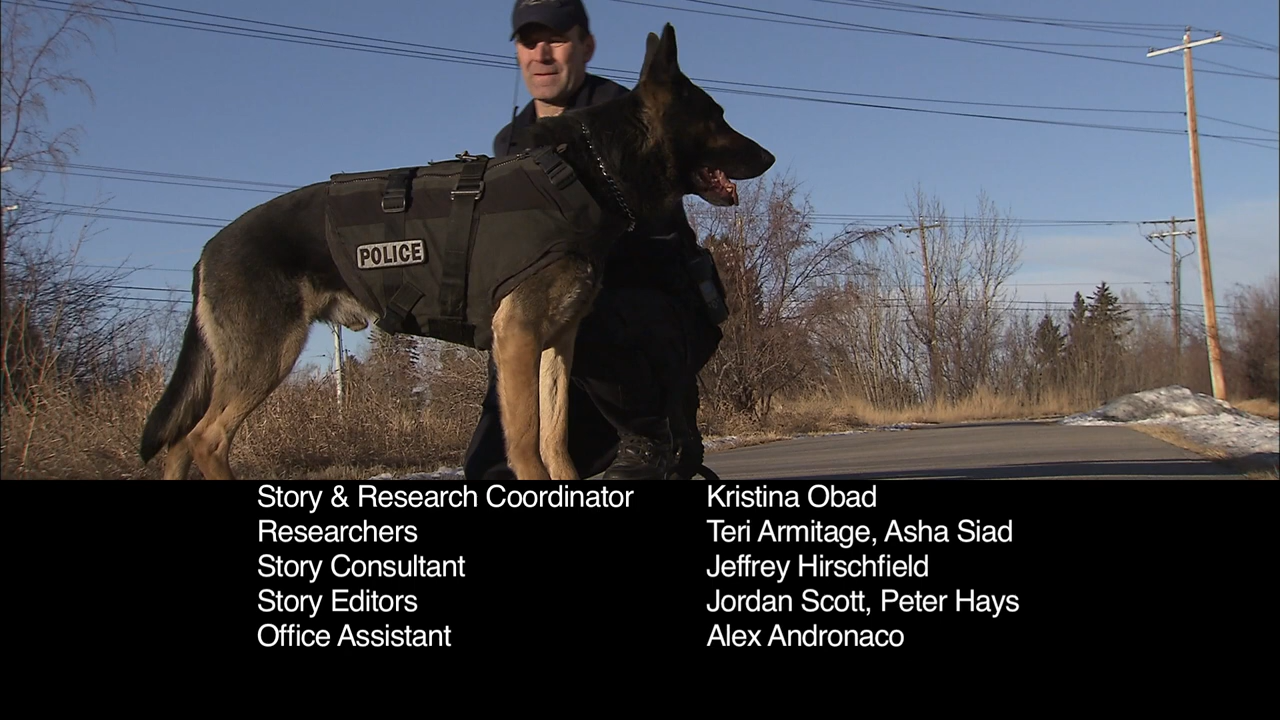 POLICE
Story & Research Coordinator Kristina Obad
Researchers Teri Armitage, Asha Siad
Story Consultant Jeffrey Hirschfield
Story Editors Jordan Scott, Peter Hays
Office Assistant Alex Andronaco